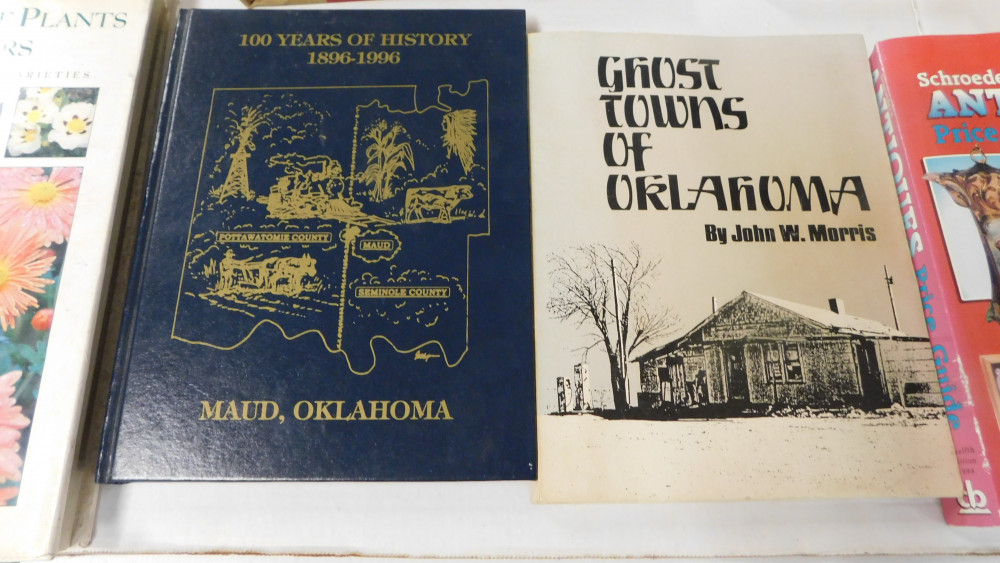 PLANTS
RS
ARIETIES
100 YEARS OF HISTORY
1896-1996
POTTAWATOMIE COUNTY
MAUD
SEMINOLE COUNTY
MAUD, OKLAHOMA
GHOST
TOWNS
OF
OKLAHOMA
By John W. Morris
Schroede
ANT
Price
ANTIQUES Price Guide
cb